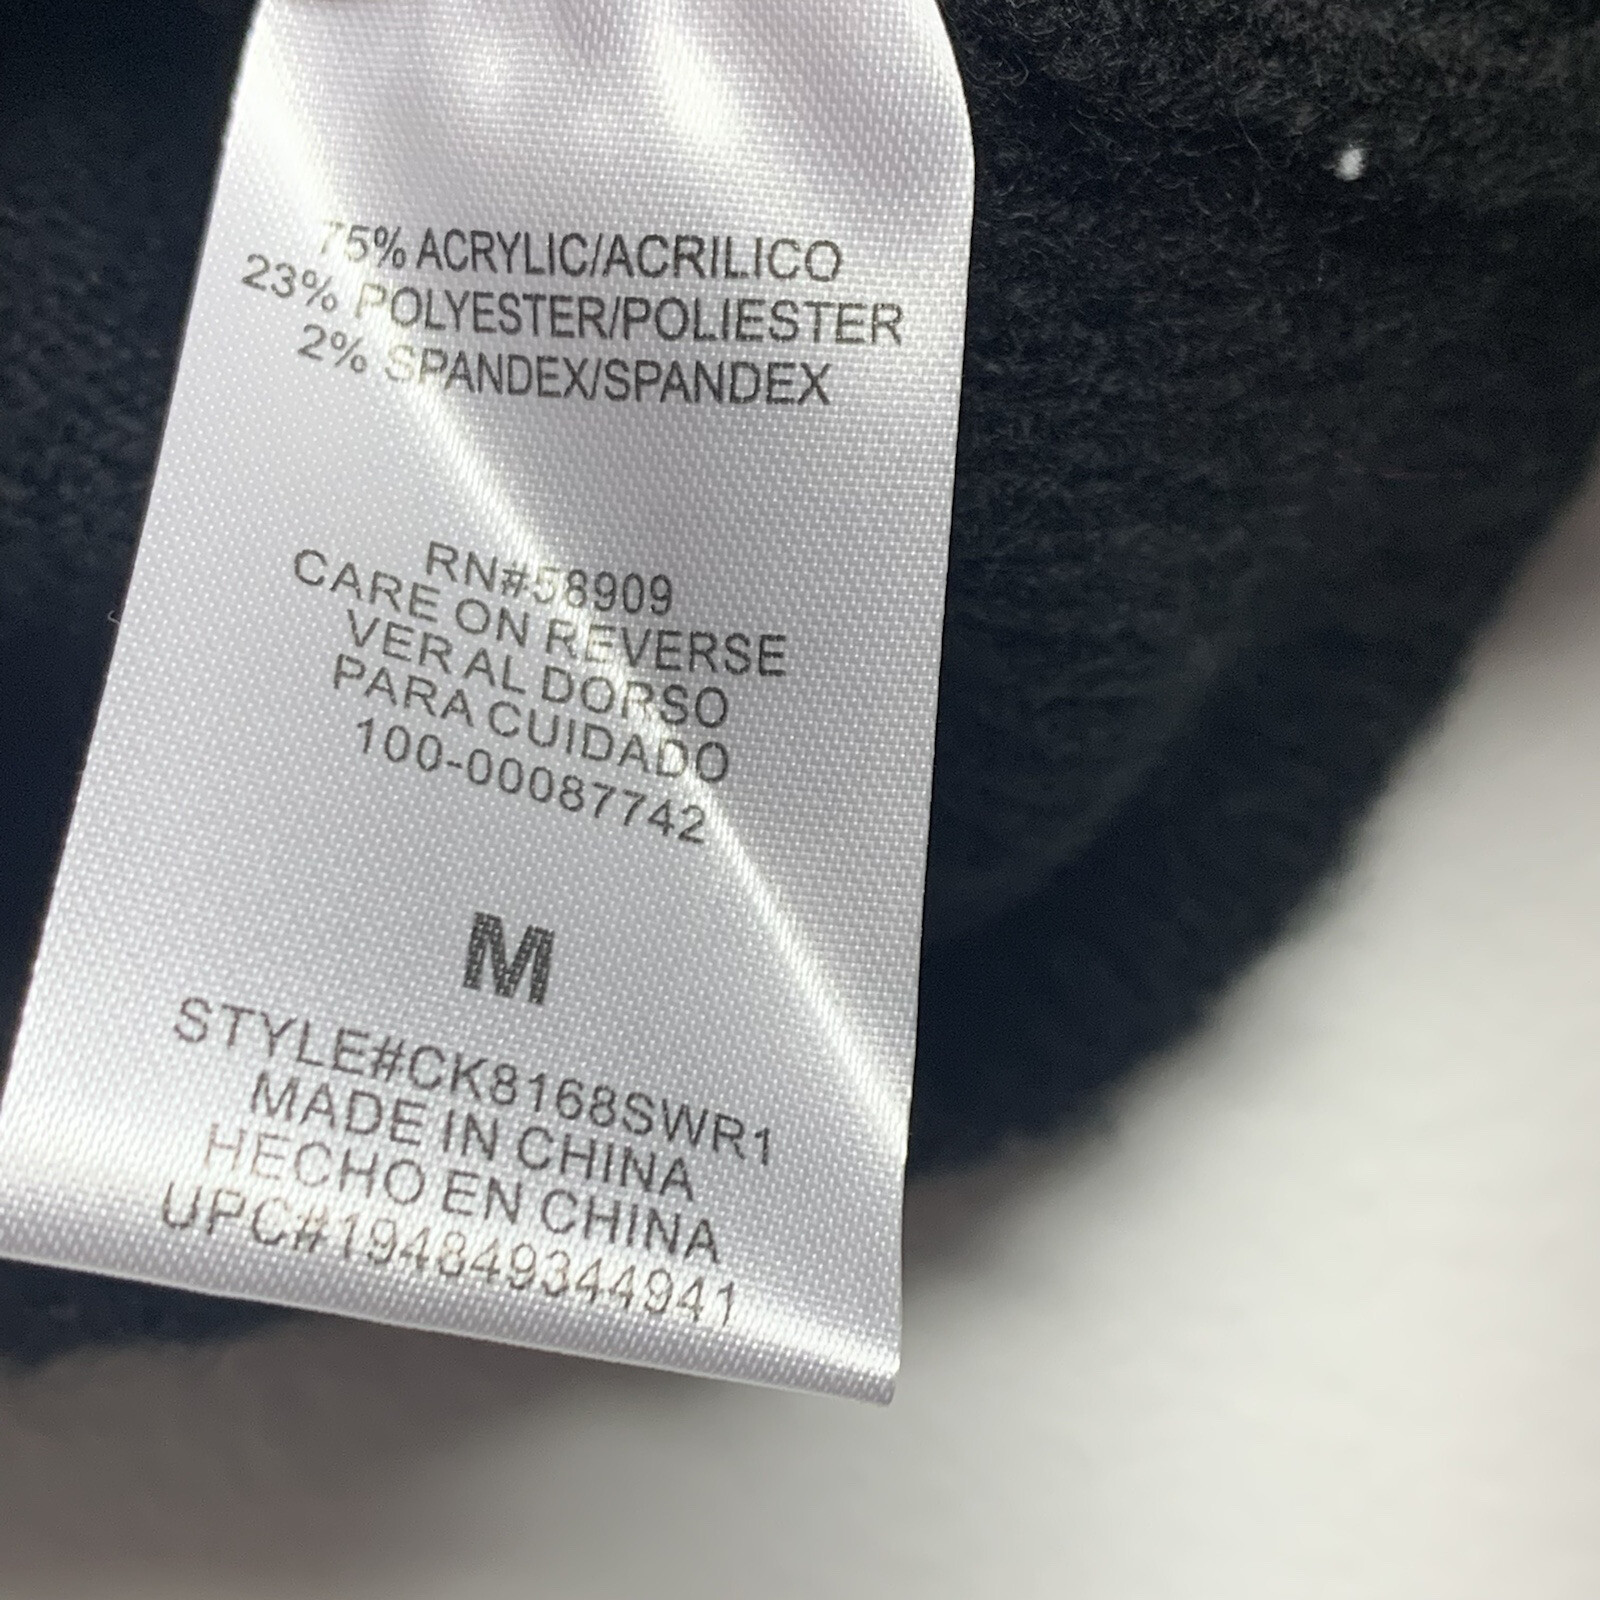 75% ACRYLIC/ACRILICO
23% POLYESTER/POLIESTER
2% SPANDEX/SPANDEX
RN#58909
CARE ON REVERSE
VER AL DORSO
PARA CUIDADO
100-00087742
M
STYLE#CK8168SWR1
MADE IN CHINA
HECHO EN CHINA
UPC#194849344941